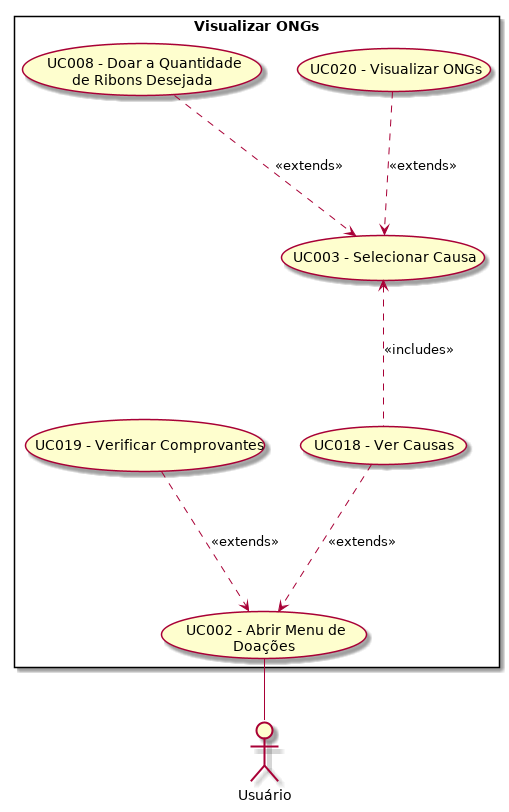 Visualizar ONGs
UC008 - Doar a Quantidade
de Ribons Desejada
UC020 - Visualizar ONGs
«extends»
«extends»
UC003 - Selecionar Causa
«includes»
UC019 - Verificar Comprovantes
UC018 - Ver Causas
«extends»
«extends»
UC002 - Abrir Menu de
Doações
Usuário